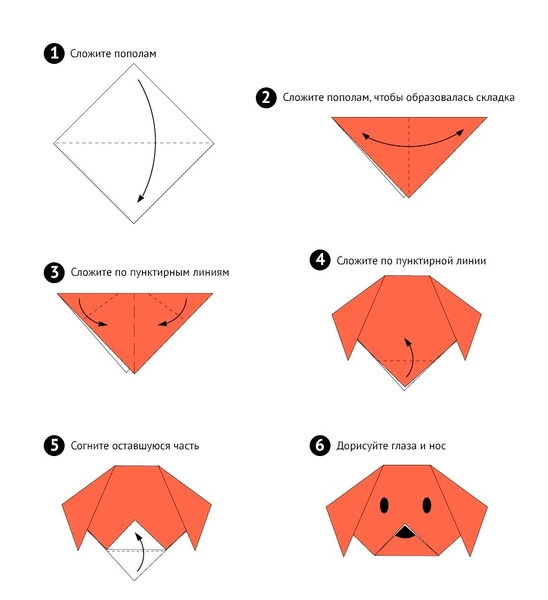 1 Сложите пополам
2 Сложите пополам, чтобы образовалась складка
3 Сложите по пунктирным линиям
4 Сложите по пунктирной линии
5 Согните оставшуюся часть
6 Дорисуйте глаза и нос